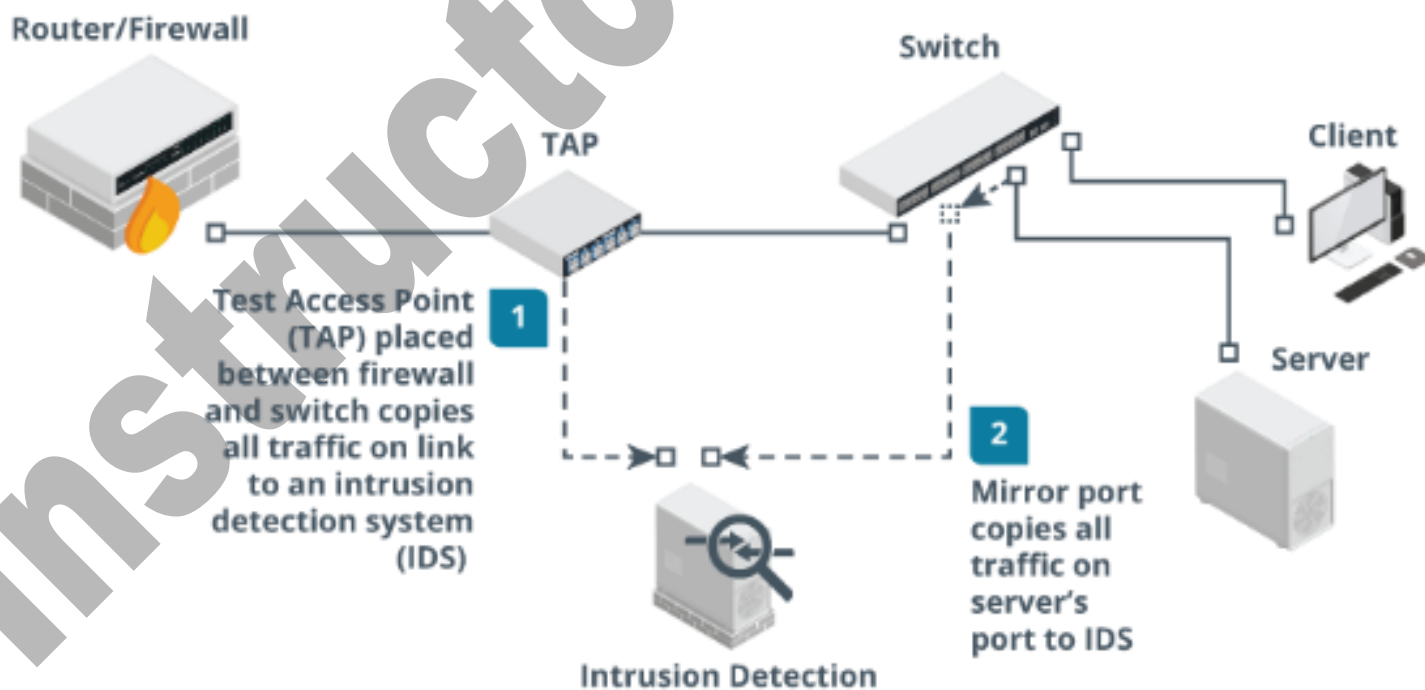 Router/Firewall
Switch
TAP
Client
Test Access Point
(TAP) placed
between firewall
and switch copies
all traffic on link
to an intrusion
detection system
(IDS)
1
Server
2
Mirror port
copies all
traffic on
server's
port to IDS
Intrusion Detection
Instructo